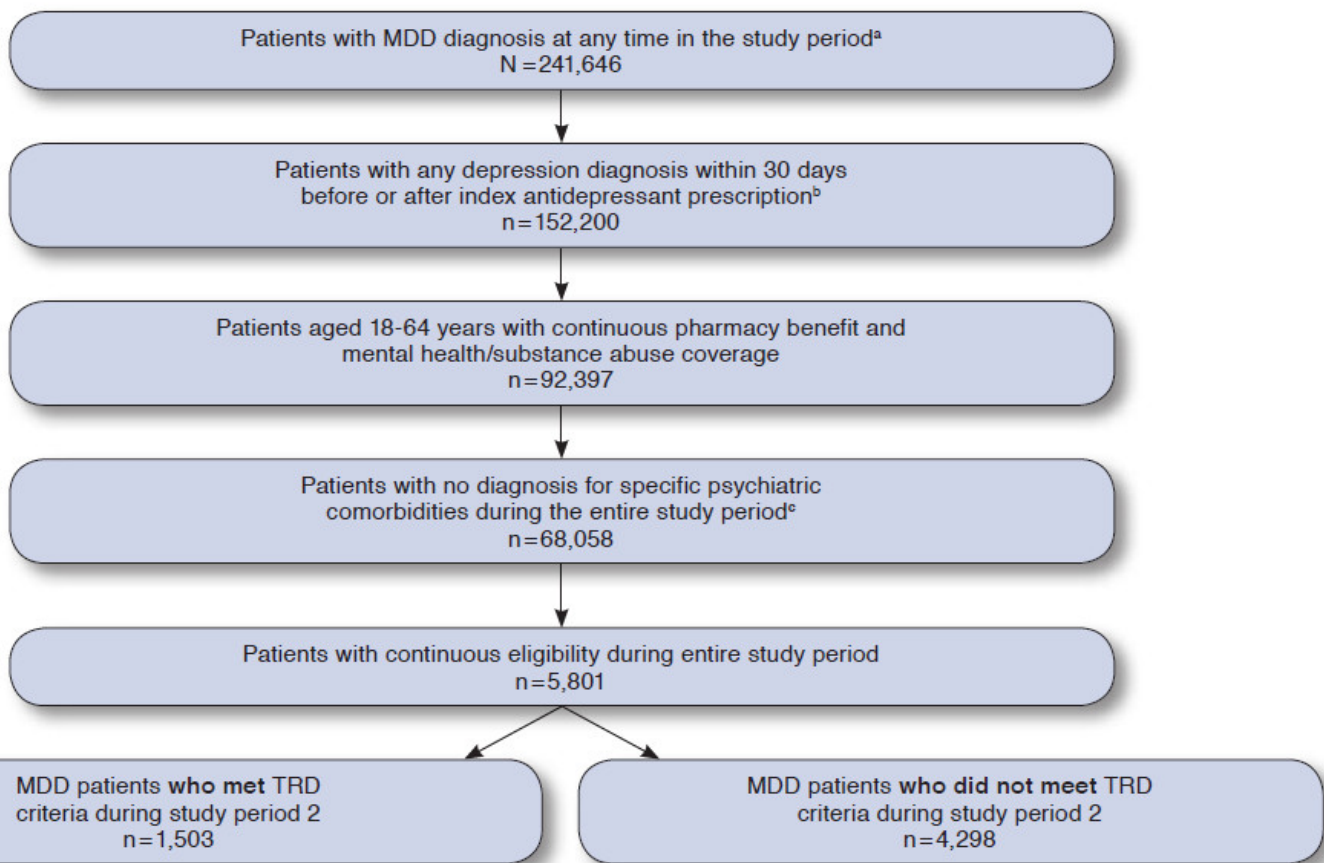 Patients with MDD diagnosis at any time in the study periodᵃ
N =241,646
Patients with any depression diagnosis within 30 days
before or after index antidepressant prescriptionᵇ
n=152,200
Patients aged 18-64 years with continuous pharmacy benefit and
mental health/substance abuse coverage
n=92,397
Patients with no diagnosis for specific psychiatric
comorbidities during the entire study periodᶜ
n=68,058
Patients with continuous eligibility during entire study period
n=5,801
MDD patients who met TRD
criteria during study period 2
n=1,503
MDD patients who did not meet TRD
criteria during study period 2
n=4,298